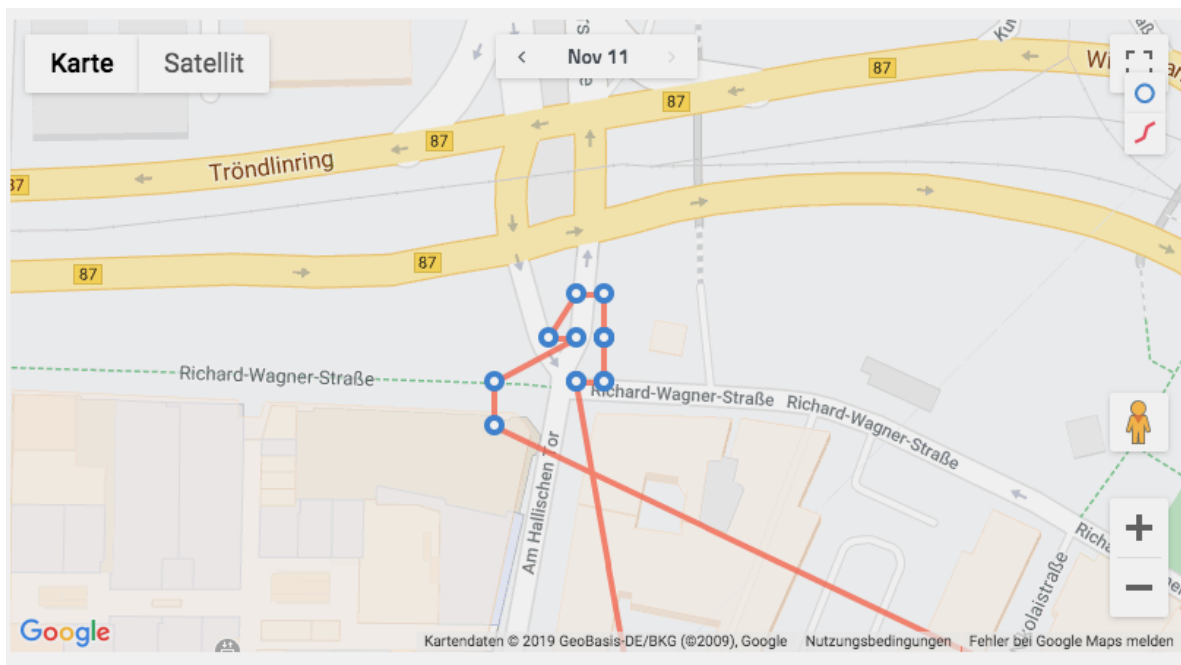 Karte
Satellit
Nov 11
87
87
87
87
Tröndlinring
87
87
Richard-Wagner-Straße
Richard-Wagner-Straße
Richard-Wagner-Straße
Am Hallischen Tor
Google
Kartendaten © 2019 GeoBasis-DE/BKG (©2009), Google
Nutzungsbedingungen
Fehler bei Google Maps melden